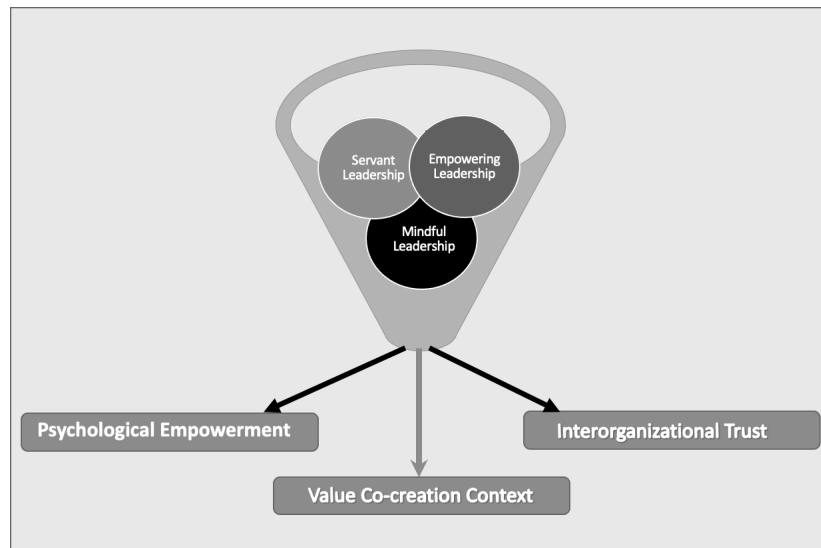 Servant
Leadership
Empowering
Leadership
Mindful
Leadership
Psychological Empowerment
Interorganizational Trust
Value Co-creation Context